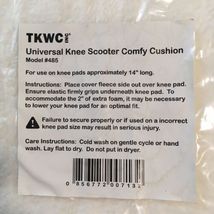 TKWC INC
Universal Knee Scooter Comfy Cushion
Model #485
For use on knee pads approximately 14" long.
Instructions: Place cover fleece side out over knee pad.
Ensure elastic firmly grips underneath knee pad. To
accommodate the 2" of extra foam, it may be necessary
to lower your knee pad for an optimal fit.
Failure to secure properly or if used on a incorrect
knee pad size may result in injury.
Care Instructions: Cold wash on gentle cycle or hand
wash. Lay flat to dry. Do not put in dryer.
0 856772 00713